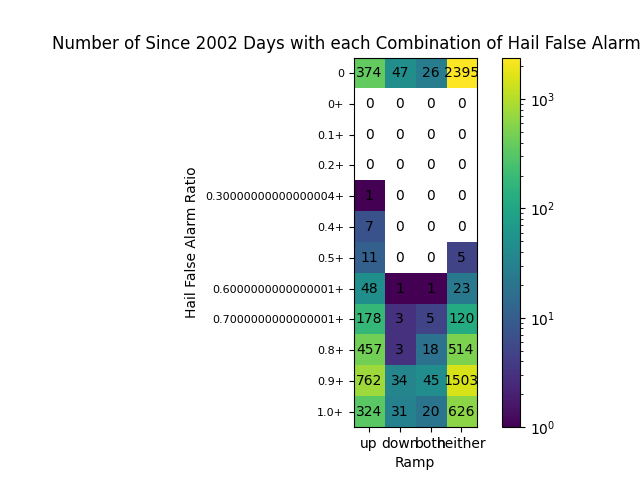 Number of Since 2002 Days with each Combination of Hail False Alarm
0 374 47 26 2395
0+ 0 0 0 0
0.1+ 0 0 0 0
0.2+ 0 0 0 0
0.30000000000000004+ 1 0 0 0
0.4+ 7 0 0 0
0.5+ 11 0 0 5
0.6000000000000001+ 48 1 1 23
0.7000000000000001+ 178 3 5 120
0.8+ 457 3 18 514
0.9+ 762 34 45 1503
1.0+ 324 31 20 626
up down both neither
Ramp
Hail False Alarm Ratio
10³
10²
10¹
10⁰